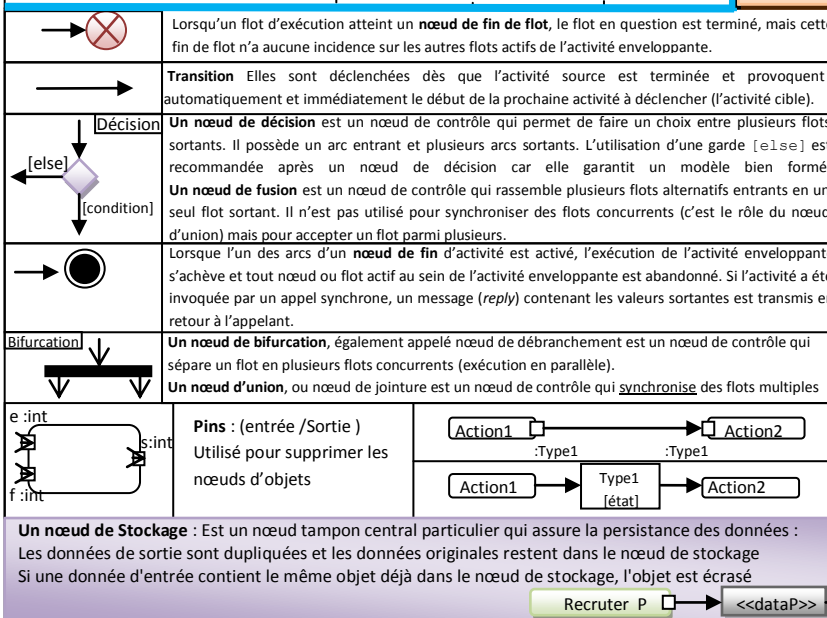 Lorsqu'un flot d'exécution atteint un nœud de fin de flot, le flot en question est terminé, mais cette
fin de flot n'a aucune incidence sur les autres flots actifs de l'activité enveloppante.
Transition Elles sont déclenchées dès que l'activité source est terminée et provoquent
automatiquement et immédiatement le début de la prochaine activité à déclencher (l'activité cible).
Décision
[else]
[condition]
Un nœud de décision est un nœud de contrôle qui permet de faire un choix entre plusieurs flots
sortants. Il possède un arc entrant et plusieurs arcs sortants. L'utilisation d'une garde [else] est
recommandée après un nœud de décision car elle garantit un modèle bien formé
Un nœud de fusion est un nœud de contrôle qui rassemble plusieurs flots alternatifs entrants en un
seul flot sortant. Il n'est pas utilisé pour synchroniser des flots concurrents (c'est le rôle du nœud
d'union) mais pour accepter un flot parmi plusieurs.
Lorsque l'un des arcs d'un nœud de fin d'activité est activé, l'exécution de l'activité enveloppante
s'achève et tout nœud ou flot actif au sein de l'activité enveloppante est abandonné. Si l'activité a été
invoquée par un appel synchrone, un message (reply) contenant les valeurs sortantes est transmis en
retour à l'appelant.
Bifurcation
Un nœud de bifurcation, également appelé nœud de débranchement est un nœud de contrôle qui
sépare un flot en plusieurs flots concurrents (exécution en parallèle).
Un nœud d'union, ou nœud de jointure est un nœud de contrôle qui synchronise des flots multiples
e :int
s:int
f :int
Pins : (entrée /Sortie )
Utilisé pour supprimer les
nœuds d'objets
Action1 Action2
:Type1 :Type1
Action1 Type1 Action2
[état]
Un nœud de Stockage : Est un nœud tampon central particulier qui assure la persistance des données :
Les données de sortie sont dupliquées et les données originales restent dans le nœud de stockage
Si une donnée d'entrée contient le même objet déjà dans le nœud de stockage, l'objet est écrasé
Recruter P <<dataP>>